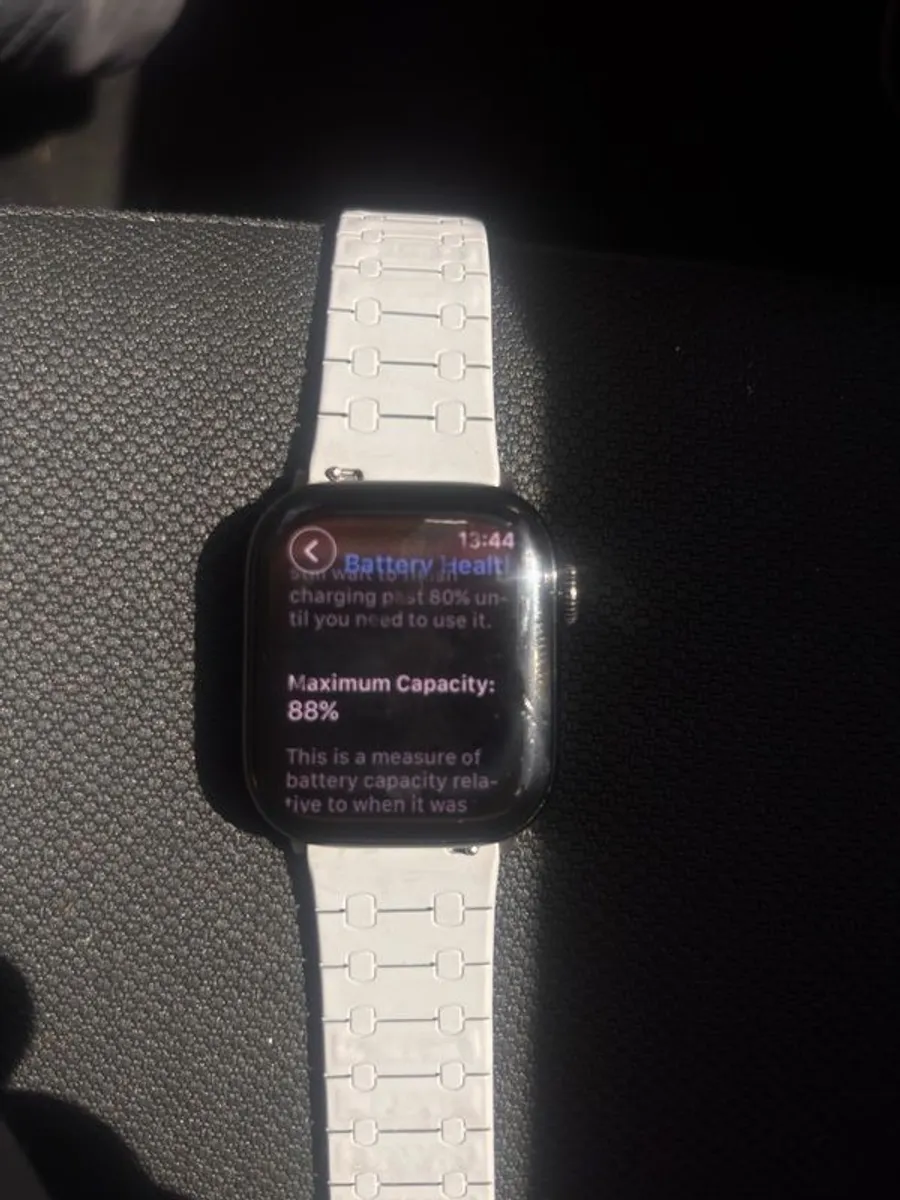 13:44
Battery Healt
charging past 80% un-
til you need to use it.
Maximum Capacity:
88%
This is a measure of
battery capacity rela-
tive to when it was